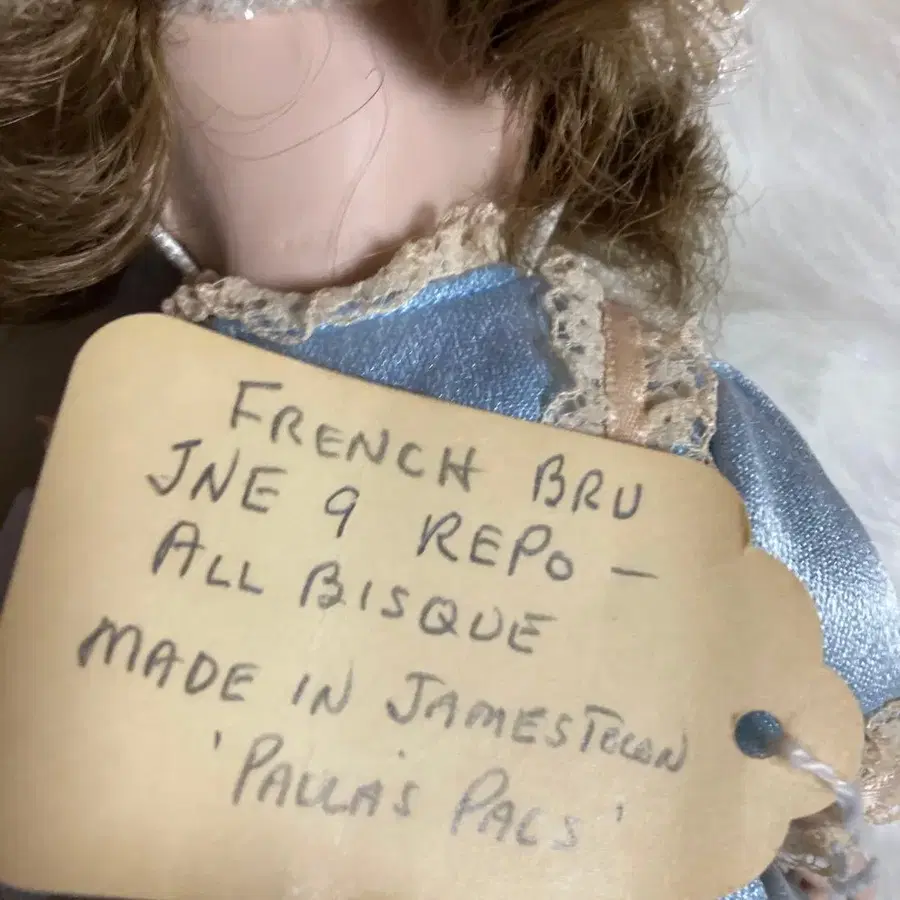 FRENCH BRU
JNE 9 REPO —
ALL BISQUE
MADE IN JAMESTOWN
'PAULA'S PALS'